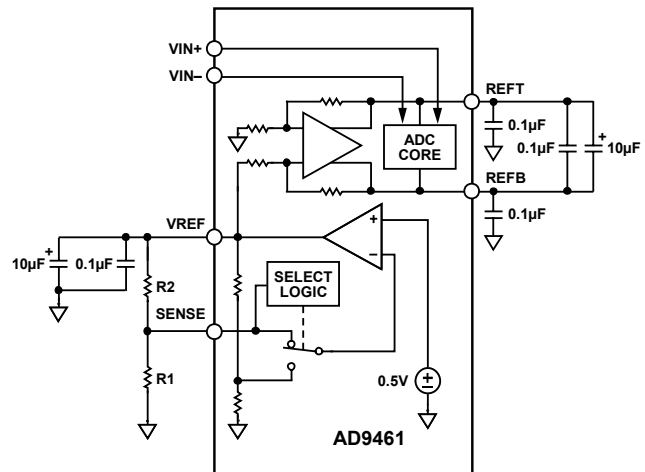 VIN+
VIN–
REFT
0.1µF
ADC
CORE
0.1µF
+
10µF
REFB
0.1µF
VREF
+
–
10µF
+
0.1µF
R2
SELECT
LOGIC
SENSE
R1
0.5V
+
–
AD9461